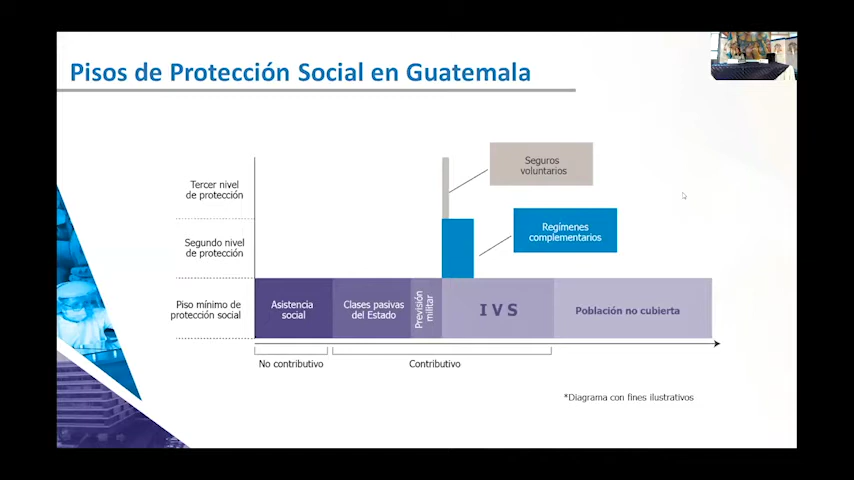 Pisos de Protección Social en Guatemala
Seguros
voluntarios
Tercer nivel
de protección
Regímenes
complementarios
Segundo nivel
de protección
Piso mínimo de
protección social
Asistencia
social
Clases pasivas
del Estado
Previsión
militar
I V S
Población no cubierta
No contributivo
Contributivo
*Diagrama con fines ilustrativos